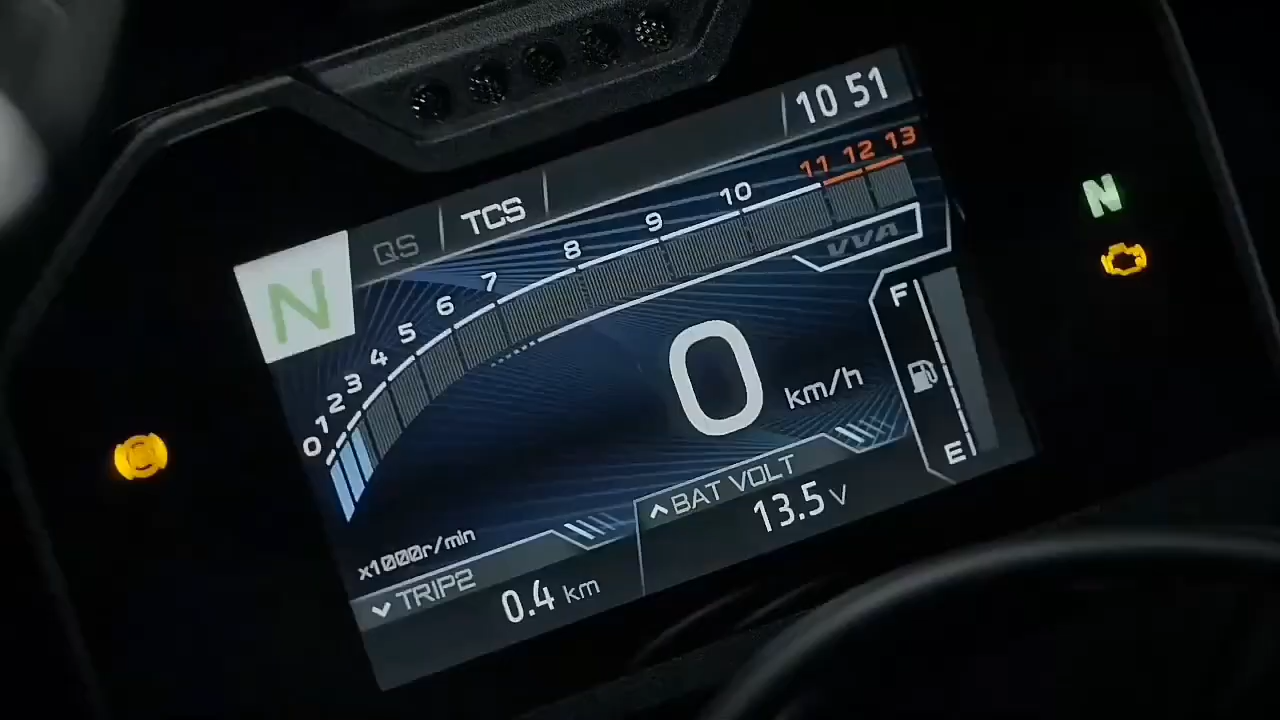 10 51
QS
TCS
N
0 1 2 3 4 5 6 7 8 9 10 11 12 13
VVA
N
F
0 km/h
E
BAT VOLT
13.5 V
x1000r/min
TRIP2
0.4 km